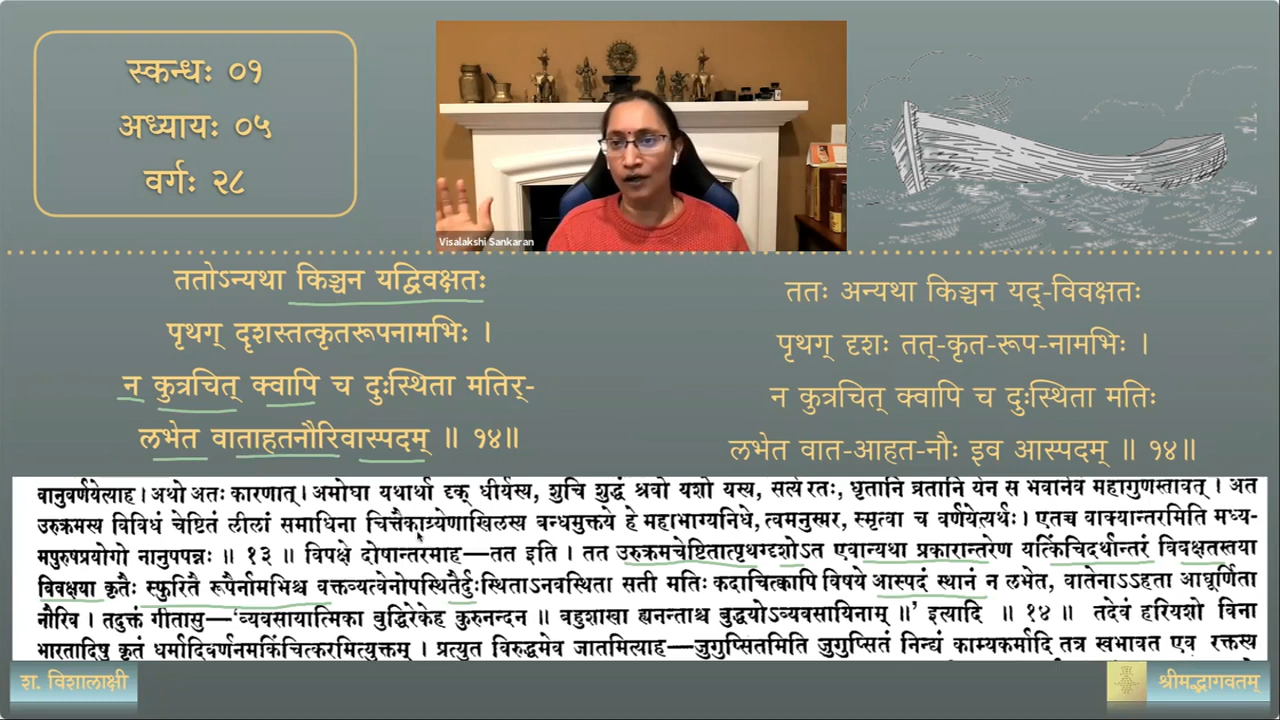 स्कन्धः ०१
अध्यायः ०५
वर्गः २८
Visalakshi Sankaran
ततोऽन्यथा किञ्चन यद्विवक्षतः
पृथग् दृशस्तत्कृतरूपनामभिः ।
न कुत्रचित् क्वापि च दुःस्थिता मतिर्-
लभेत वाताहतनौरिवास्पदम् ॥ १४॥
ततः अन्यथा किञ्चन यद्-विवक्षतः
पृथग् दृशः तत्-कृत-रूप-नामभिः ।
न कुत्रचित् क्वापि च दुःस्थिता मतिः
लभेत वात-आहत-नौः इव आस्पदम् ॥ १४॥
वानुवर्णयेत्याह । अथो अतः कारणात् । अमोघा यथार्था दृक् धीर्यस्य, शुचि शुद्धं श्रवो यशो यस्य, सत्ये रतः, धृतानि व्रतानि येन स भवानेवं महागुणस्तावत् । अत
उरुक्रमस्य विविधं चेष्टितं लीलां समाधिना चित्तैकाग्र्येणाखिलस्य बन्धमुक्तये हे महाभाग्यनिधे, त्वमनुस्मर, स्मृत्वा च वर्णयेत्यर्थः । एतच्च वाक्यान्तरमिति मध्य-
मपुरुषप्रयोगो नानुपपन्नः ॥ १३ ॥ विपक्षे दोषान्तरमाह—तत इति । तत उरुक्रमचेष्टितात्पृथग्दृशोऽत एवान्यथा प्रकारान्तरेण यत्किंचिदर्थान्तरं विवक्षतस्तया
विवक्षया कृतैः स्फुरितै रूपैर्नामभिश्च वक्तव्यत्वेनोपस्थितैर्दुःस्थिताऽनवस्थिता सती मतिः कदाचित्क्वापि विषये आस्पदं स्थानं न लभेत, वातेनाऽऽहता आघूर्णिता
नौरिव । तदुक्तं गीतासु—‘व्यवसायात्मिका बुद्धिरेकेह कुरुनन्दन ॥ बहुशाखा ह्यनन्ताश्च बुद्धयोऽव्यवसायिनाम् ॥’ इत्यादि ॥ १४ ॥ तदेवं हरियशो विना
भारतादिषु कृतं धर्मादिवर्णनमकिंचित्करमित्युक्तम् । प्रत्युत विरुद्धमेव जातमित्याह—जुगुप्सितमिति जुगुप्सितं निन्द्यं काम्यकर्मादि तत्र स्वभावत एव रक्तस्य
श. विशालाक्षी
श्रीमद्भागवतम्